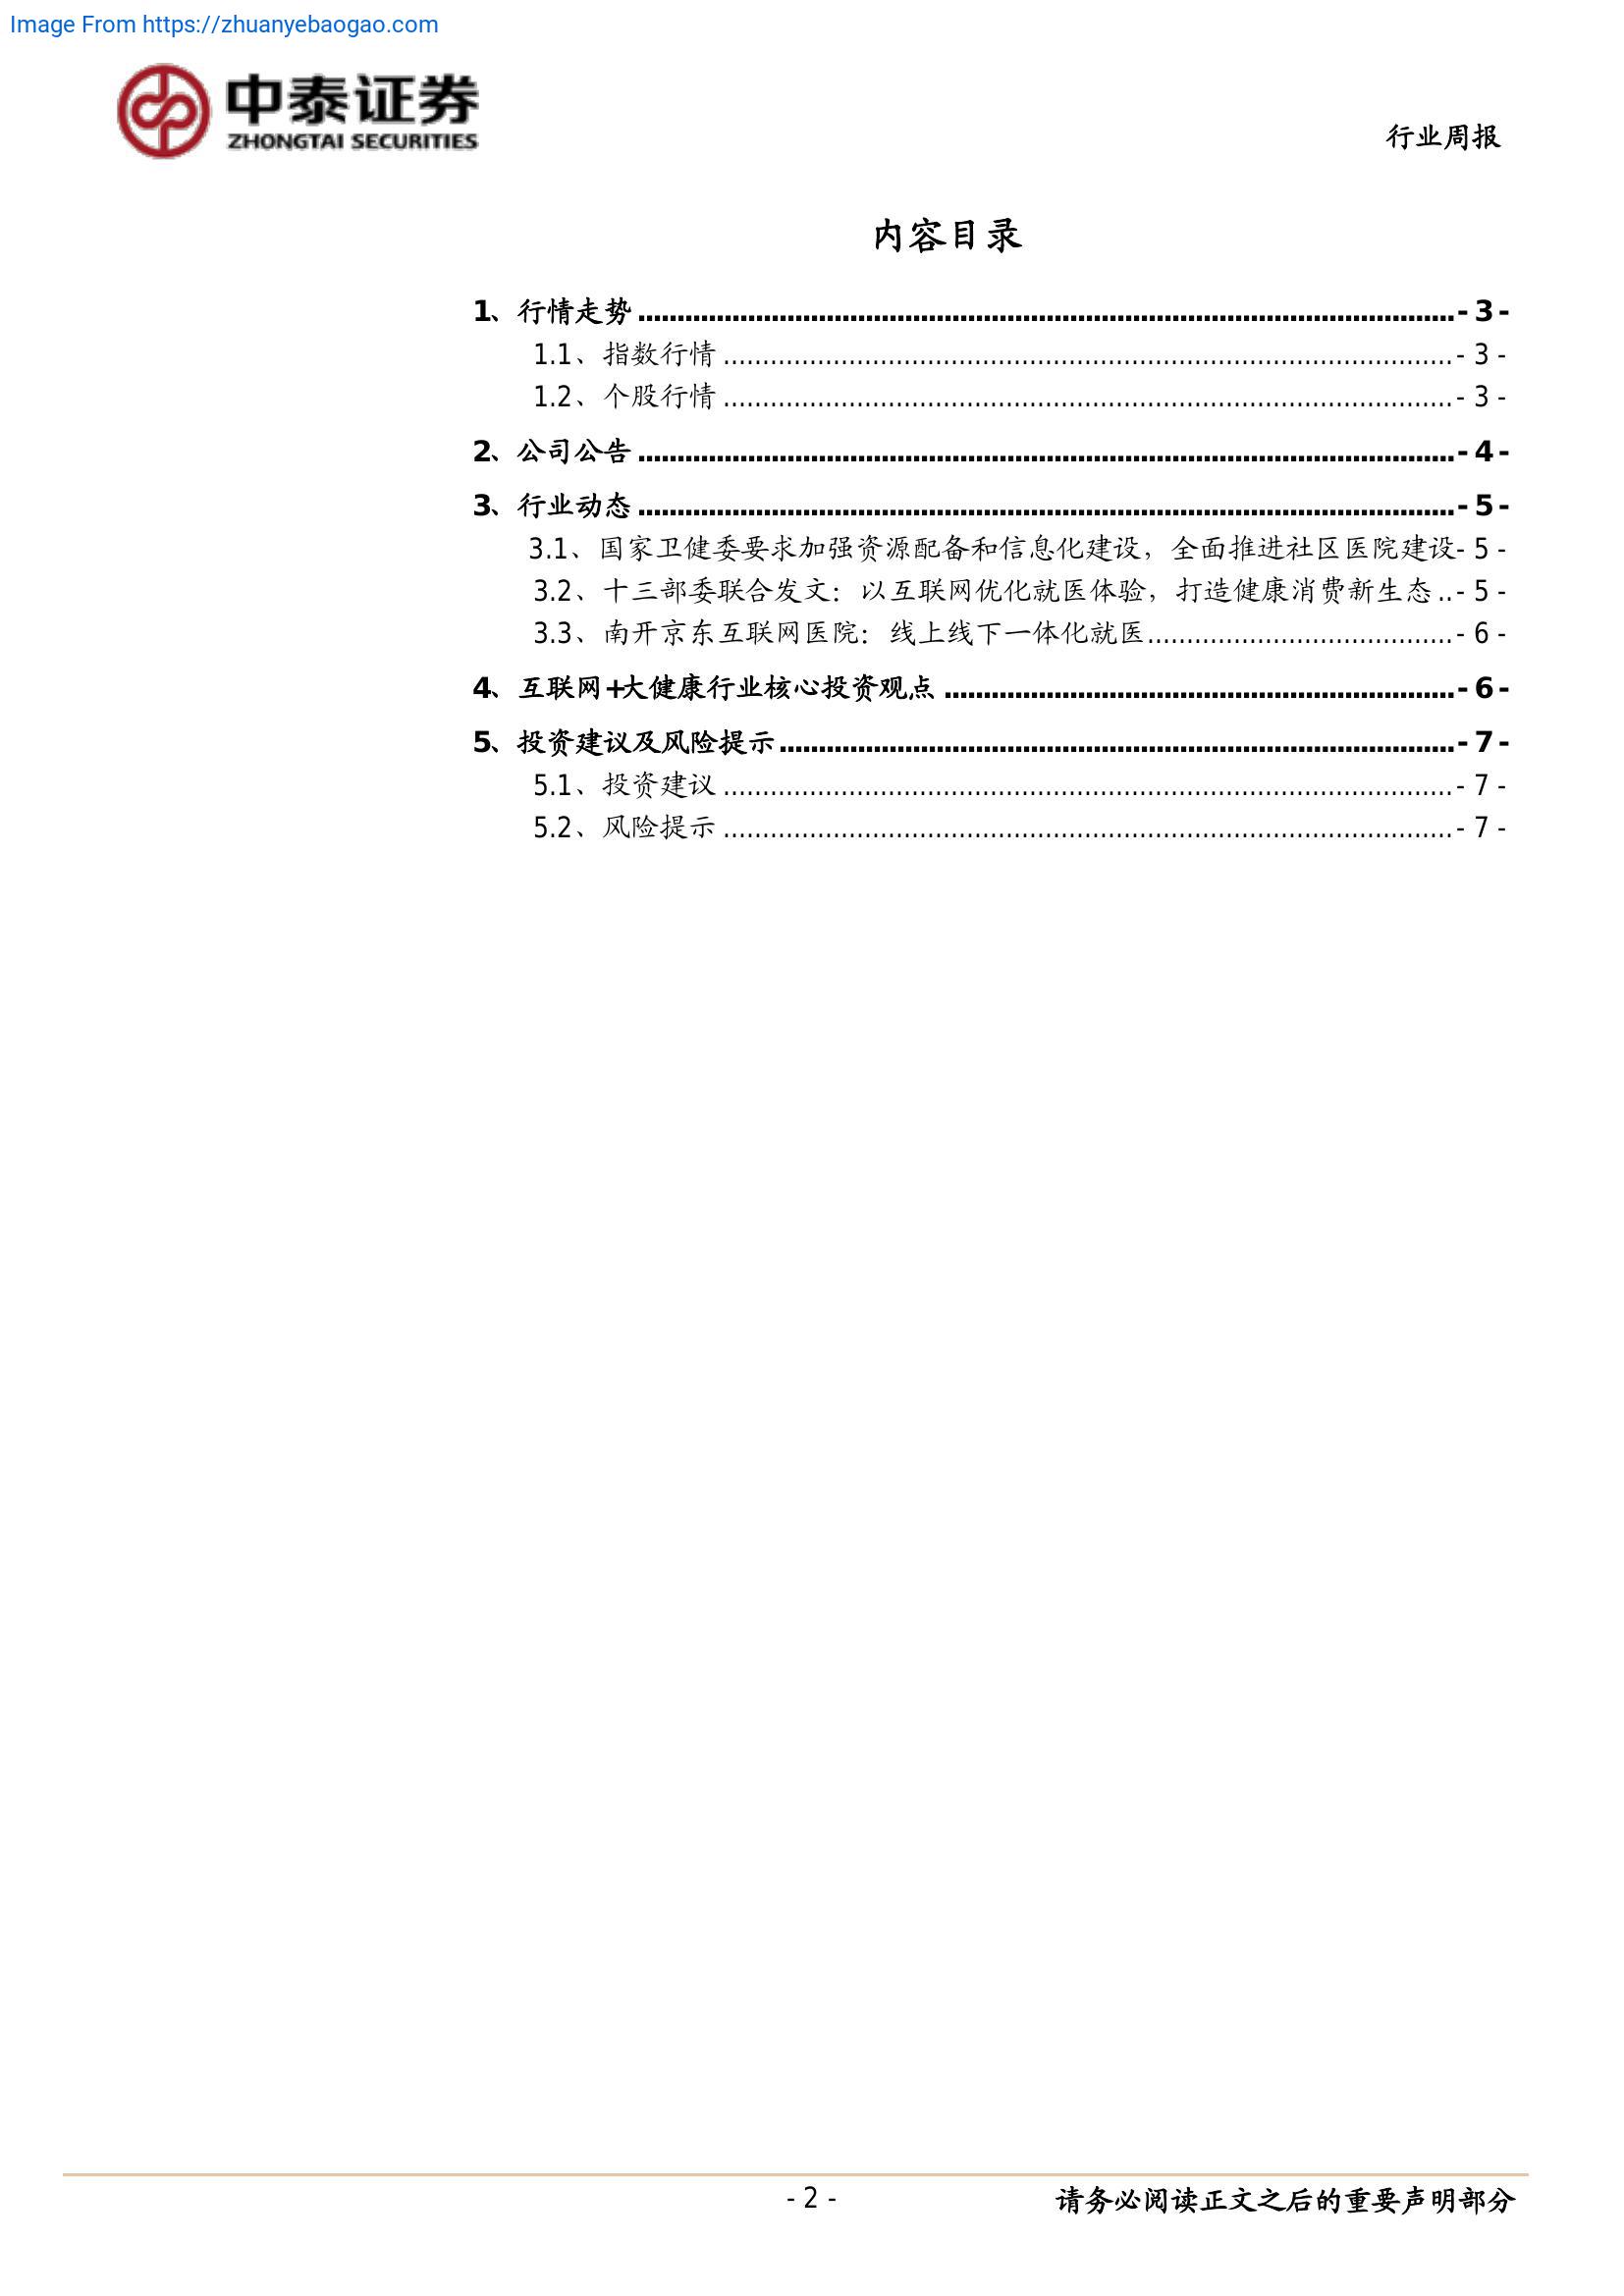 Image From https://zhuanyebaogao.com
中泰证券
ZHONGTAI SECURITIES
行业周报
内容目录
1、行情走势 ........................................................................................................ - 3 -
1.1、指数行情 ............................................................................................. - 3 -
1.2、个股行情 ............................................................................................. - 3 -
2、公司公告 ........................................................................................................ - 4 -
3、行业动态 ........................................................................................................ - 5 -
3.1、国家卫健委要求加强资源配备和信息化建设，全面推进社区医院建设- 5 -
3.2、十三部委联合发文：以互联网优化就医体验，打造健康消费新生态 ..- 5 -
3.3、南开京东互联网医院：线上线下一体化就医....................................... - 6 -
4、互联网+大健康行业核心投资观点 ................................................................. - 6 -
5、投资建议及风险提示...................................................................................... - 7 -
5.1、投资建议 ............................................................................................. - 7 -
5.2、风险提示 ............................................................................................. - 7 -
- 2 -
请务必阅读正文之后的重要声明部分